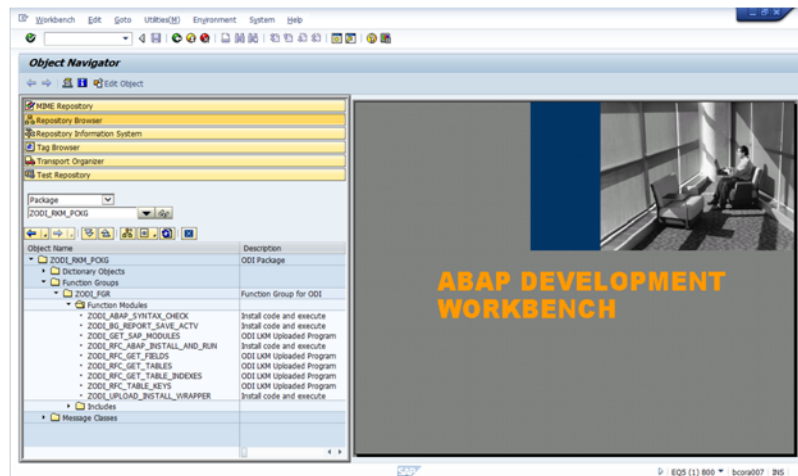 Workbench Edit Goto Utilities(M) Environment System Help
Object Navigator
Edit Object
MIME Repository
Repository Browser
Repository Information System
Tag Browser
Transport Organizer
Test Repository
Package
ZODI_RKM_PCKG
Object Name Description
ZODI_RKM_PCKG ODI Package
Dictionary Objects
Function Groups
ZODI_FGR Function Group for ODI
Function Modules
ZODI_ABAP_SYNTAX_CHECK Install code and execute
ZODI_BG_REPORT_SAVE_ACTV Install code and execute
ZODI_GET_SAP_MODULES ODI LKM Uploaded Program
ZODI_RFC_ABAP_INSTALL_AND_RUN Install code and execute
ZODI_RFC_GET_FIELDS ODI LKM Uploaded Program
ZODI_RFC_GET_TABLES ODI LKM Uploaded Program
ZODI_RFC_GET_TABLE_INDEXES ODI LKM Uploaded Program
ZODI_RFC_TABLE_KEYS ODI LKM Uploaded Program
ZODI_UPLOAD_INSTALL_WRAPPER Install code and execute
Includes
Message Classes
ABAP DEVELOPMENT
WORKBENCH
SAP
EQ5 (1) 800 bcora007 INS